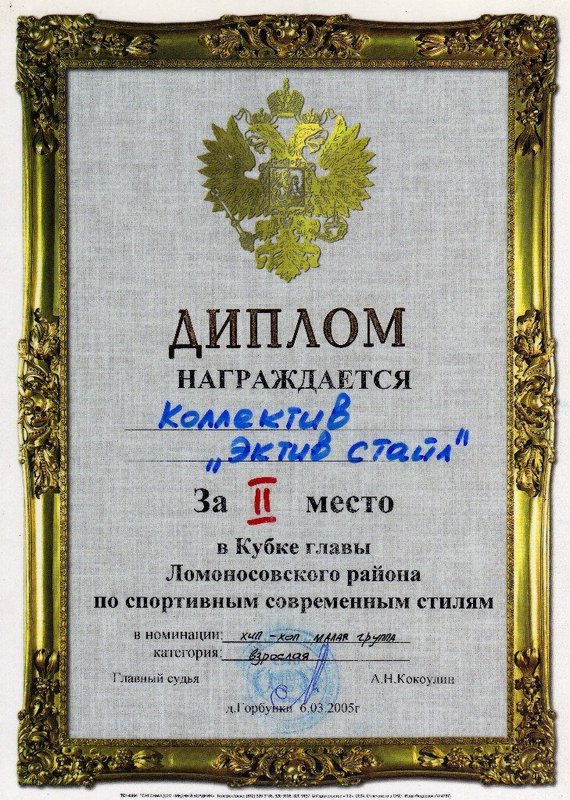 ДИПЛОМ
НАГРАЖДАЕТСЯ
Коллектив
„Эктив стайл"
За II место
в Кубке главы
Ломоносовского района
по спортивным современным стилям
в номинации: хип-хоп малая группа
категория: взрослая
Главный судья А.Н.Кокоулин
д.Горбунки 6.03.2005г